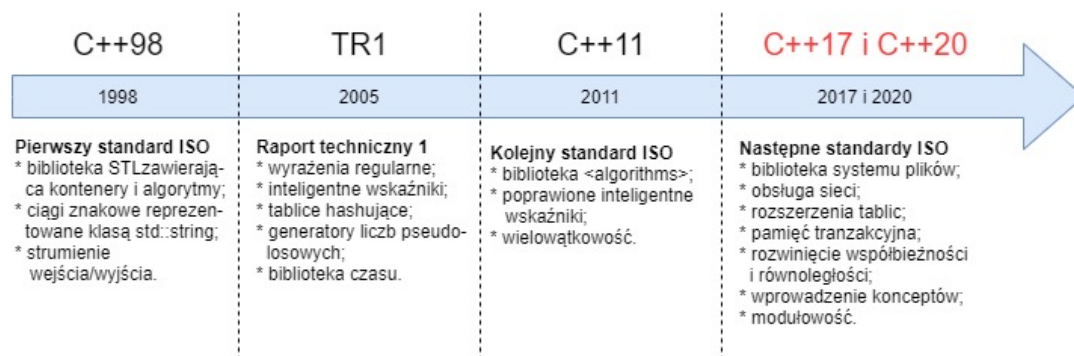 C++98
TR1
C++11
C++17 i C++20
1998
2005
2011
2017 i 2020
Pierwszy standard ISO
* biblioteka STLzawierają-
ca kontenery i algorytmy;
* ciągi znakowe reprezen-
towane klasą std::string;
* strumienie
wejścia/wyjścia.
Raport techniczny 1
* wyrażenia regularne;
* inteligentne wskaźniki;
* tablice hashujące;
* generatory liczb pseudo-
losowych;
* biblioteka czasu.
Kolejny standard ISO
* biblioteka <algorithms>;
* poprawione inteligentne
wskaźniki;
* wielowątkowość.
Następne standardy ISO
* biblioteka systemu plików;
* obsługa sieci;
* rozszerzenia tablic;
* pamięć tranzakcyjna;
* rozwinięcie współbieżności
i równoległości;
* wprowadzenie konceptów;
* modułowość.